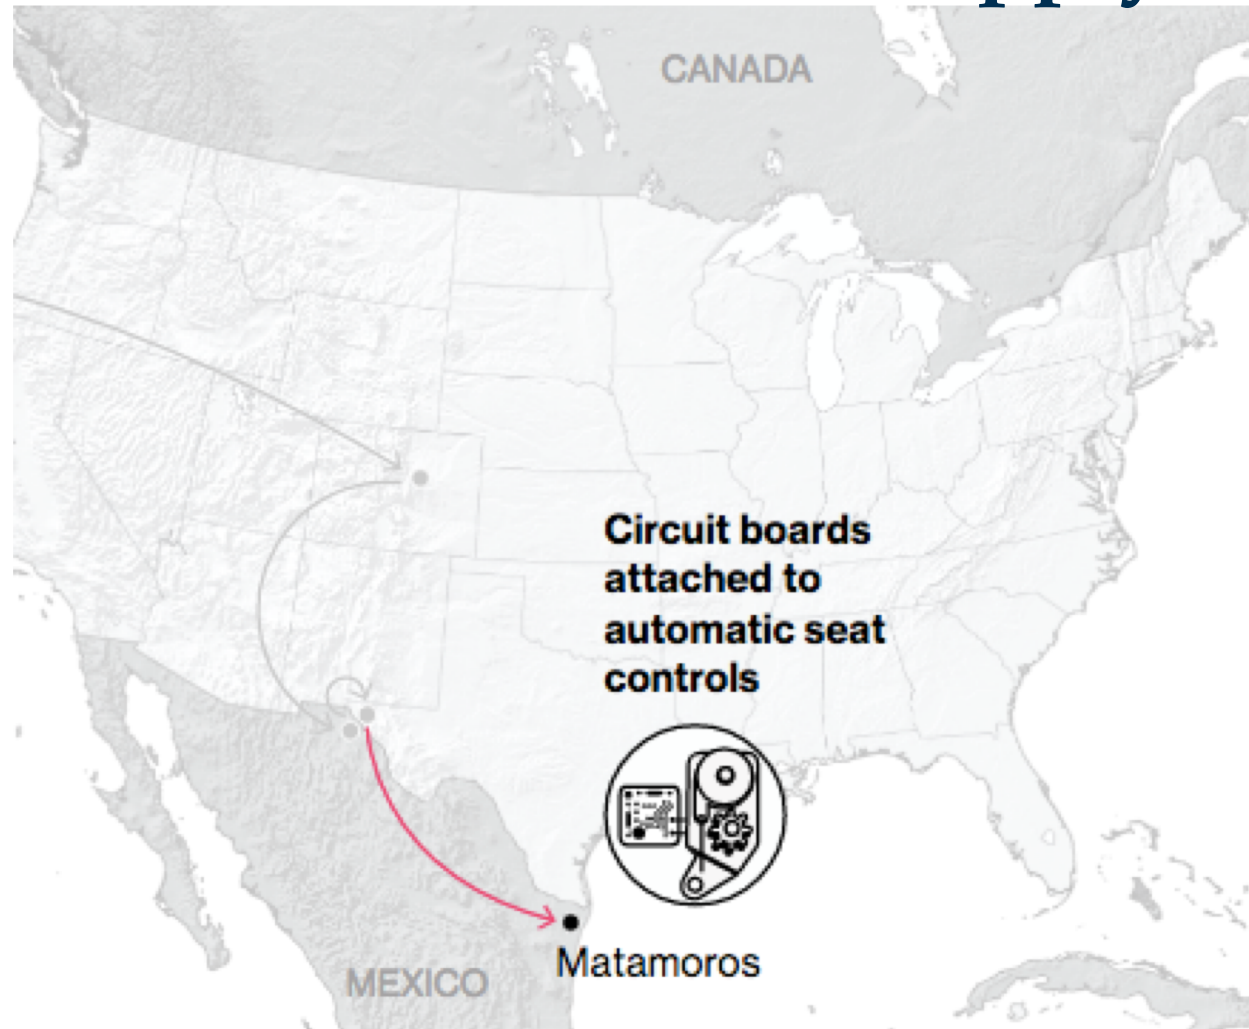 CANADA
Circuit boards
attached to
automatic seat
controls
Matamoros
MEXICO